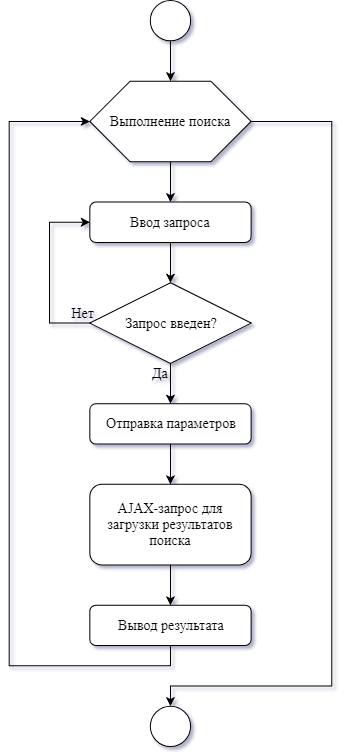 Выполнение поиска
Ввод запроса
Запрос введен?
Нет
Да
Отправка параметров
AJAX-запрос для
загрузки результатов
поиска
Вывод результата